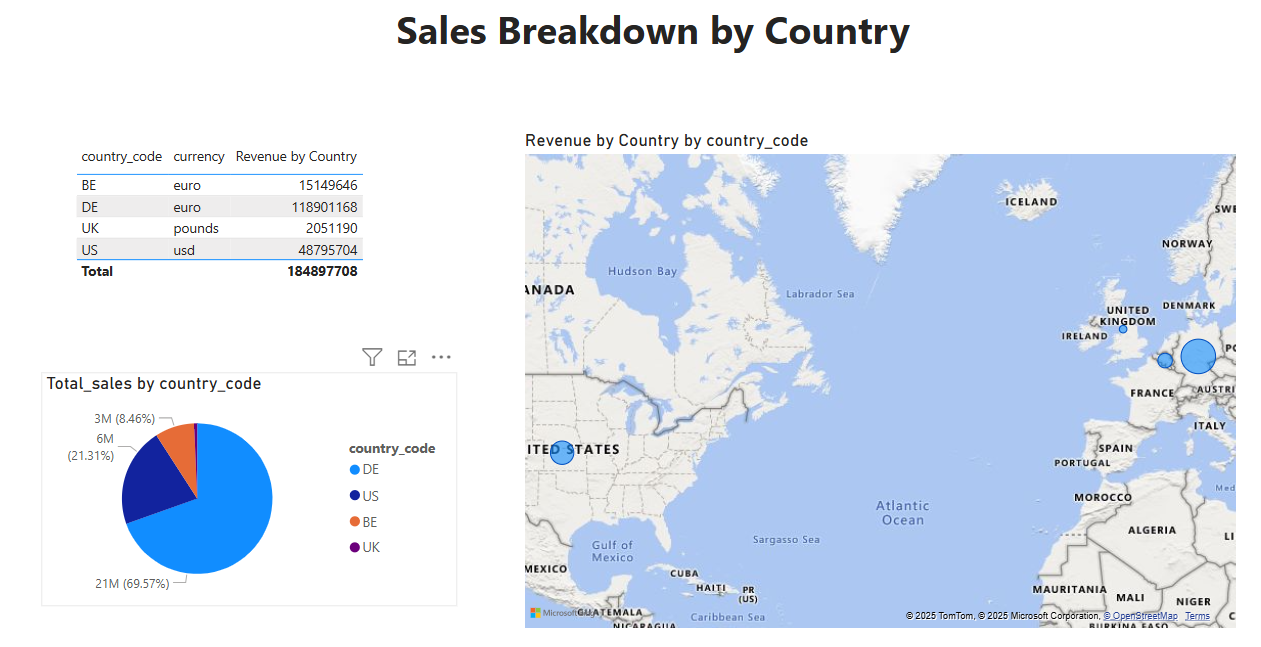 Sales Breakdown by Country
country_code currency Revenue by Country
BE euro 15149646
DE euro 118901168
UK pounds 2051190
US usd 48795704
Total 184897708
Total_sales by country_code
3M (8.46%)
6M
(21.31%)
21M (69.57%)
country_code
DE
US
BE
UK
Revenue by Country by country_code
ICELAND
SWE
NORWAY
Hudson Bay
ANADA
Labrador Sea
DENMARK
UNITED
KINGDOM
IRELAND
PO
FRANCE
AUSTRI
ITALY
ITED STATES
SPAIN
PORTUGAL
Med
MOROCCO
Atlantic
Ocean
ALGERIA
LI
Sargasso Sea
Gulf of
Mexico
MEXICO
CUBA
HAITI
PR
(US)
MAURITANIA
MALI
NIGER
C
Microsoft
GUATEMALA
Caribbean Sea
© 2025 TomTom, © 2025 Microsoft Corporation, © OpenStreetMap Terms
NICARAGUA
BURKINA FASO